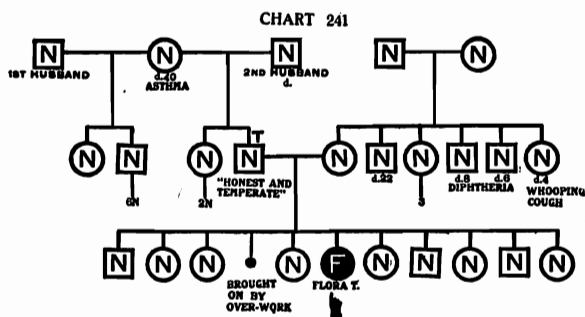 CHART 241
N N N N N
1ST HUSBAND d.40 2ND HUSBAND
ASTHMA d.
T
N N N N N N N N N N
"HONEST AND d.22 d.8 d.6 d.4
6N 2N TEMPERATE" 3 DIPHTHERIA WHOOPING
COUGH
N N N N F N N N N N
BROUGHT FLORA T.
ON BY
OVER-WORK